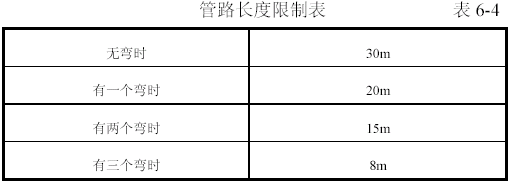 管路长度限制表 表 6-4
无弯时 30m
有一个弯时 20m
有两个弯时 15m
有三个弯时 8m